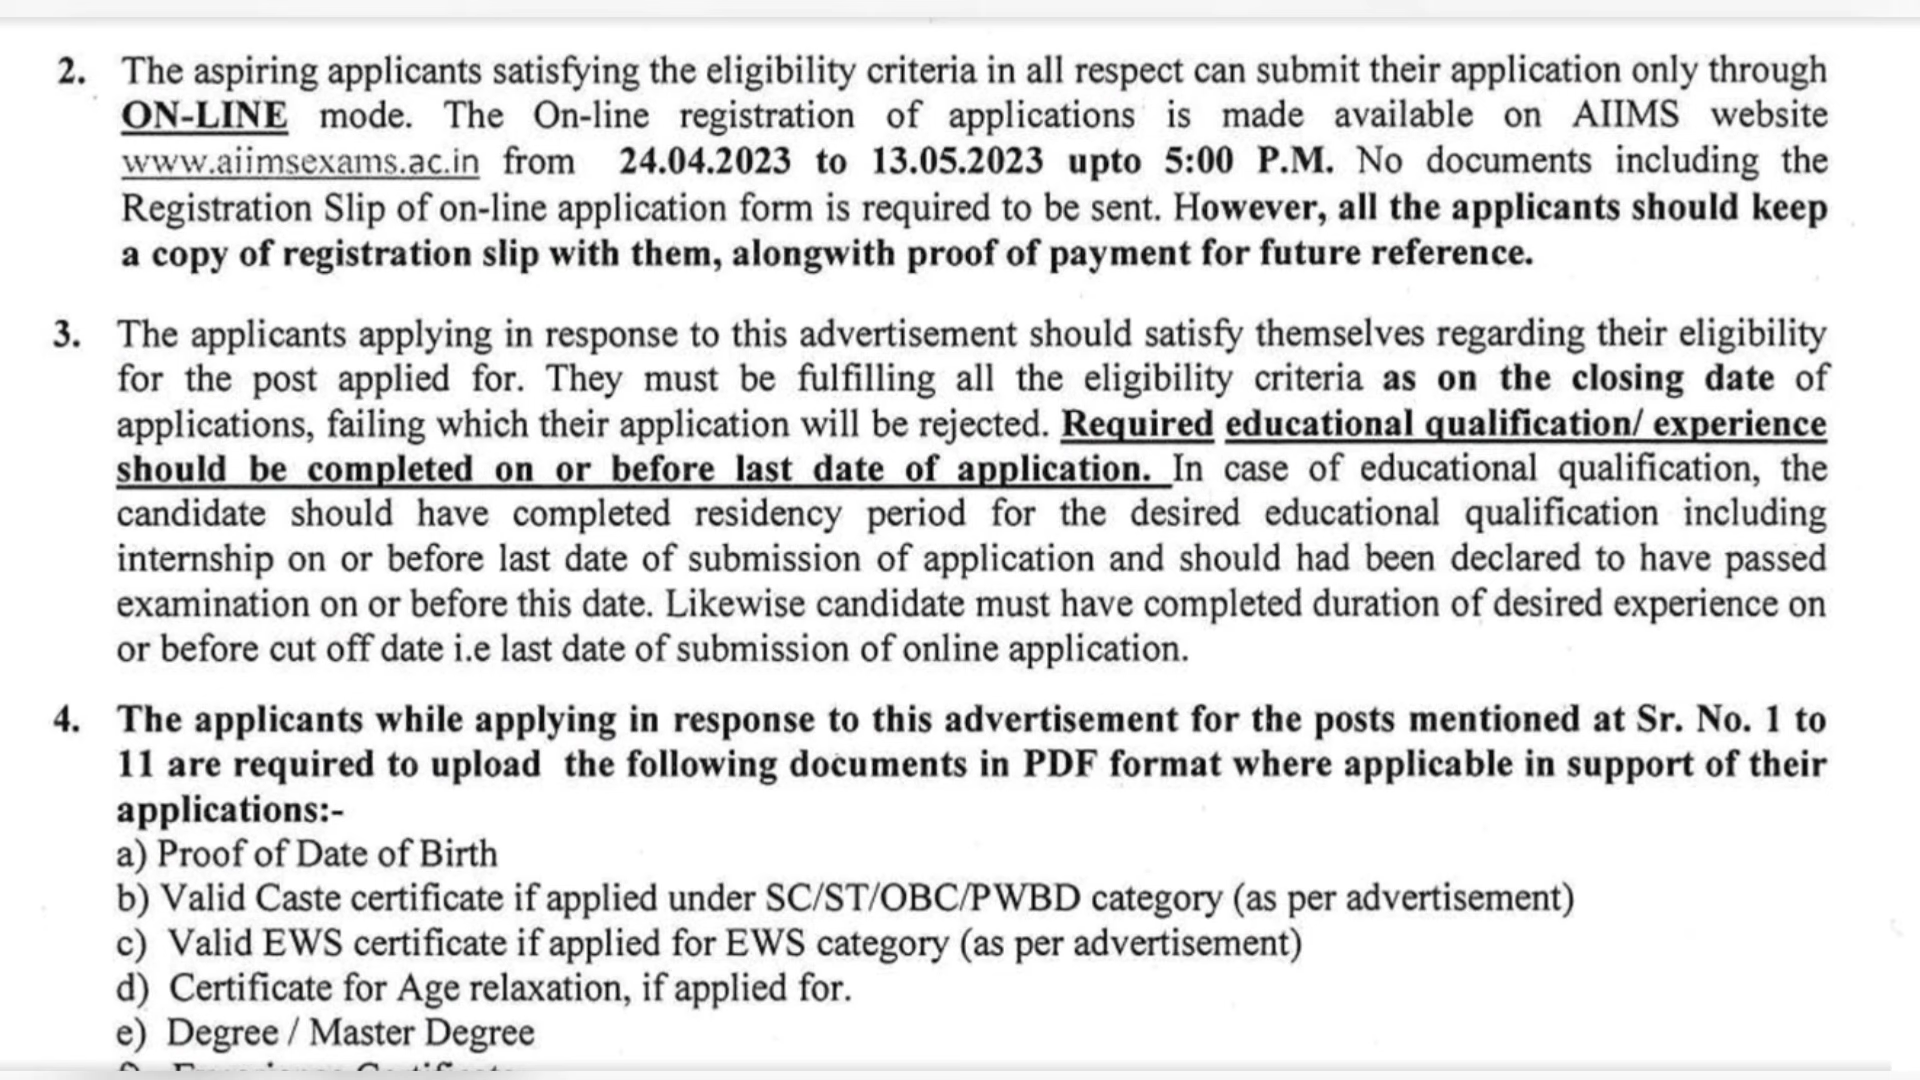 2. The aspiring applicants satisfying the eligibility criteria in all respect can submit their application only through
ON-LINE mode. The On-line registration of applications is made available on AIIMS website
www.aiimsexams.ac.in from 24.04.2023 to 13.05.2023 upto 5:00 P.M. No documents including the
Registration Slip of on-line application form is required to be sent. However, all the applicants should keep
a copy of registration slip with them, alongwith proof of payment for future reference.
3. The applicants applying in response to this advertisement should satisfy themselves regarding their eligibility
for the post applied for. They must be fulfilling all the eligibility criteria as on the closing date of
applications, failing which their application will be rejected. Required educational qualification/ experience
should be completed on or before last date of application. In case of educational qualification, the
candidate should have completed residency period for the desired educational qualification including
internship on or before last date of submission of application and should had been declared to have passed
examination on or before this date. Likewise candidate must have completed duration of desired experience on
or before cut off date i.e last date of submission of online application.
4. The applicants while applying in response to this advertisement for the posts mentioned at Sr. No. 1 to
11 are required to upload the following documents in PDF format where applicable in support of their
applications:-
a) Proof of Date of Birth
b) Valid Caste certificate if applied under SC/ST/OBC/PWBD category (as per advertisement)
c) Valid EWS certificate if applied for EWS category (as per advertisement)
d) Certificate for Age relaxation, if applied for.
e) Degree / Master Degree